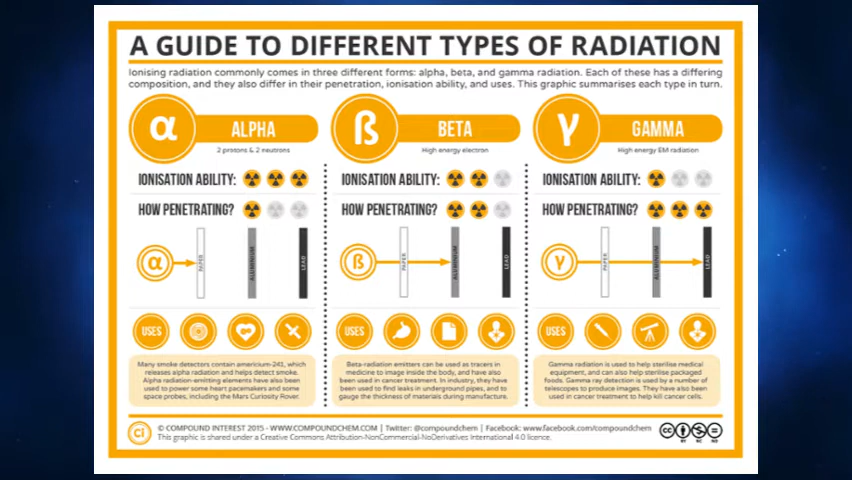 A GUIDE TO DIFFERENT TYPES OF RADIATION
Ionising radiation commonly comes in three different forms: alpha, beta, and gamma radiation. Each of these has a differing
composition, and they also differ in their penetration, ionisation ability, and uses. This graphic summarises each type in turn.
α
ALPHA
2 protons & 2 neutrons
IONISATION ABILITY:
HOW PENETRATING?
α
PAPER
ALUMINIUM
LEAD
USES
Many smoke detectors contain americium-241, which
releases alpha radiation and helps detect smoke.
Alpha radiation-emitting elements have also been
used to power some heart pacemakers and some
space probes, including the Mars Curiosity Rover.
ß
BETA
High energy electron
IONISATION ABILITY:
HOW PENETRATING?
ß
PAPER
ALUMINIUM
LEAD
USES
Beta-radiation emitters can be used as tracers in
medicine to image inside the body, and have also
been used in cancer treatment. In industry, they have
been used to find leaks in underground pipes, and to
gauge the thickness of materials during manufacture.
γ
GAMMA
High energy EM radiation
IONISATION ABILITY:
HOW PENETRATING?
γ
PAPER
ALUMINIUM
LEAD
USES
Gamma radiation is used to help sterilise medical
equipment, and can also help sterilise packaged
foods. Gamma ray detection is used by a number of
telescopes to produce images. They have also been
used in cancer treatment to help kill cancer cells.
Ci
© COMPOUND INTEREST 2015 - WWW.COMPOUNDCHEM.COM | Twitter: @compoundchem | Facebook: www.facebook.com/compoundchem
This graphic is shared under a Creative Commons Attribution-NonCommercial-NoDerivatives International 4.0 licence.
cc
BY NC ND